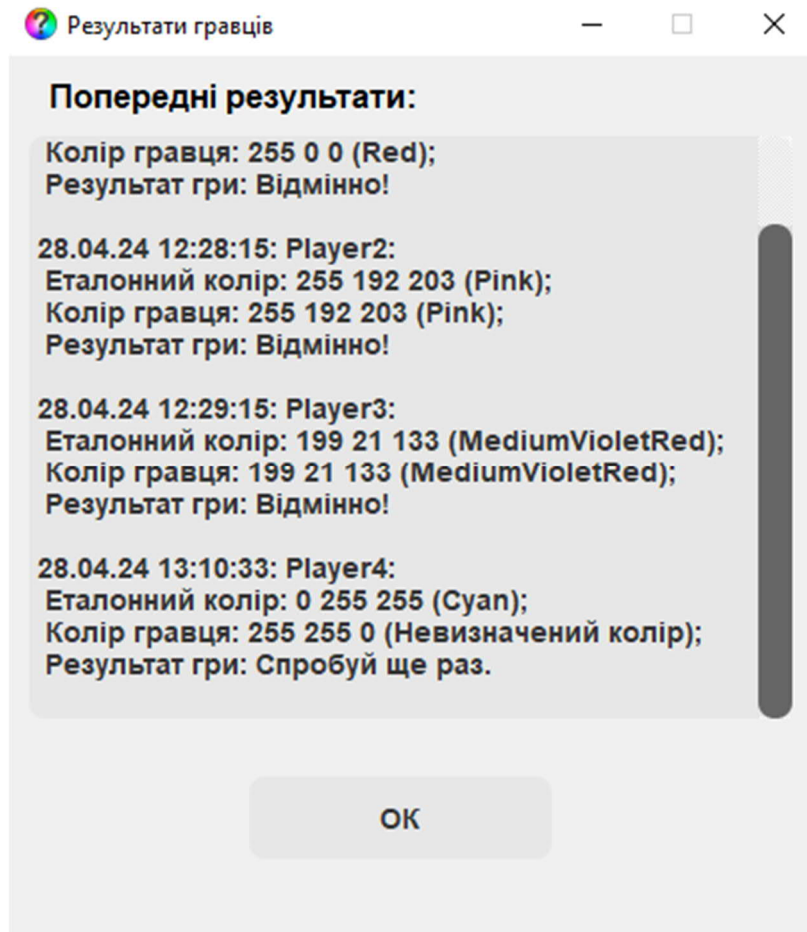 Результати гравців
Попередні результати:
Колір гравця: 255 0 0 (Red);
Результат гри: Відмінно!
28.04.24 12:28:15: Player2:
Еталонний колір: 255 192 203 (Pink);
Колір гравця: 255 192 203 (Pink);
Результат гри: Відмінно!
28.04.24 12:29:15: Player3:
Еталонний колір: 199 21 133 (MediumVioletRed);
Колір гравця: 199 21 133 (MediumVioletRed);
Результат гри: Відмінно!
28.04.24 13:10:33: Player4:
Еталонний колір: 0 255 255 (Cyan);
Колір гравця: 255 255 0 (Невизначений колір);
Результат гри: Спробуй ще раз.
ОК